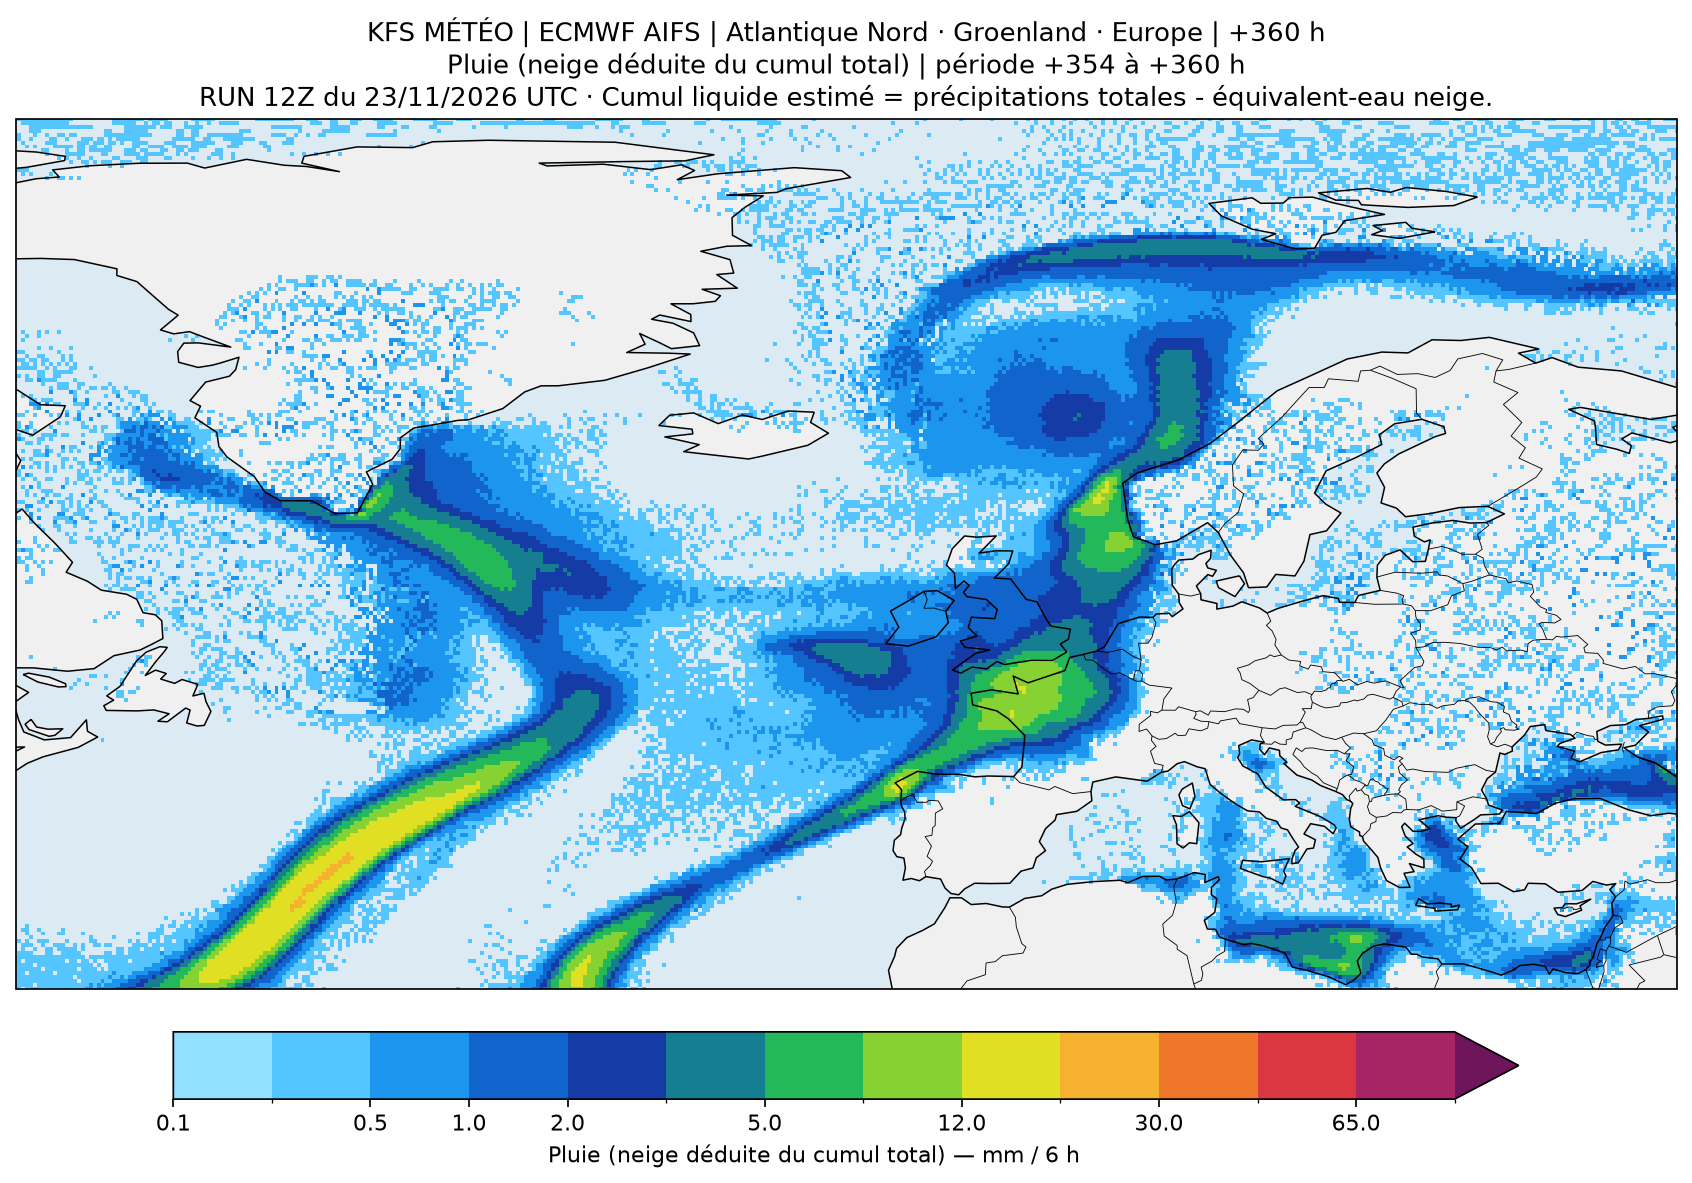 KFS MÉTÉO | ECMWF AIFS | Atlantique Nord · Groenland · Europe | +360 h
Pluie (neige déduite du cumul total) | période +354 à +360 h
RUN 12Z du 23/11/2026 UTC · Cumul liquide estimé = précipitations totales - équivalent-eau neige.
0.1 0.5 1.0 2.0 5.0 12.0 30.0 65.0
Pluie (neige déduite du cumul total) — mm / 6 h